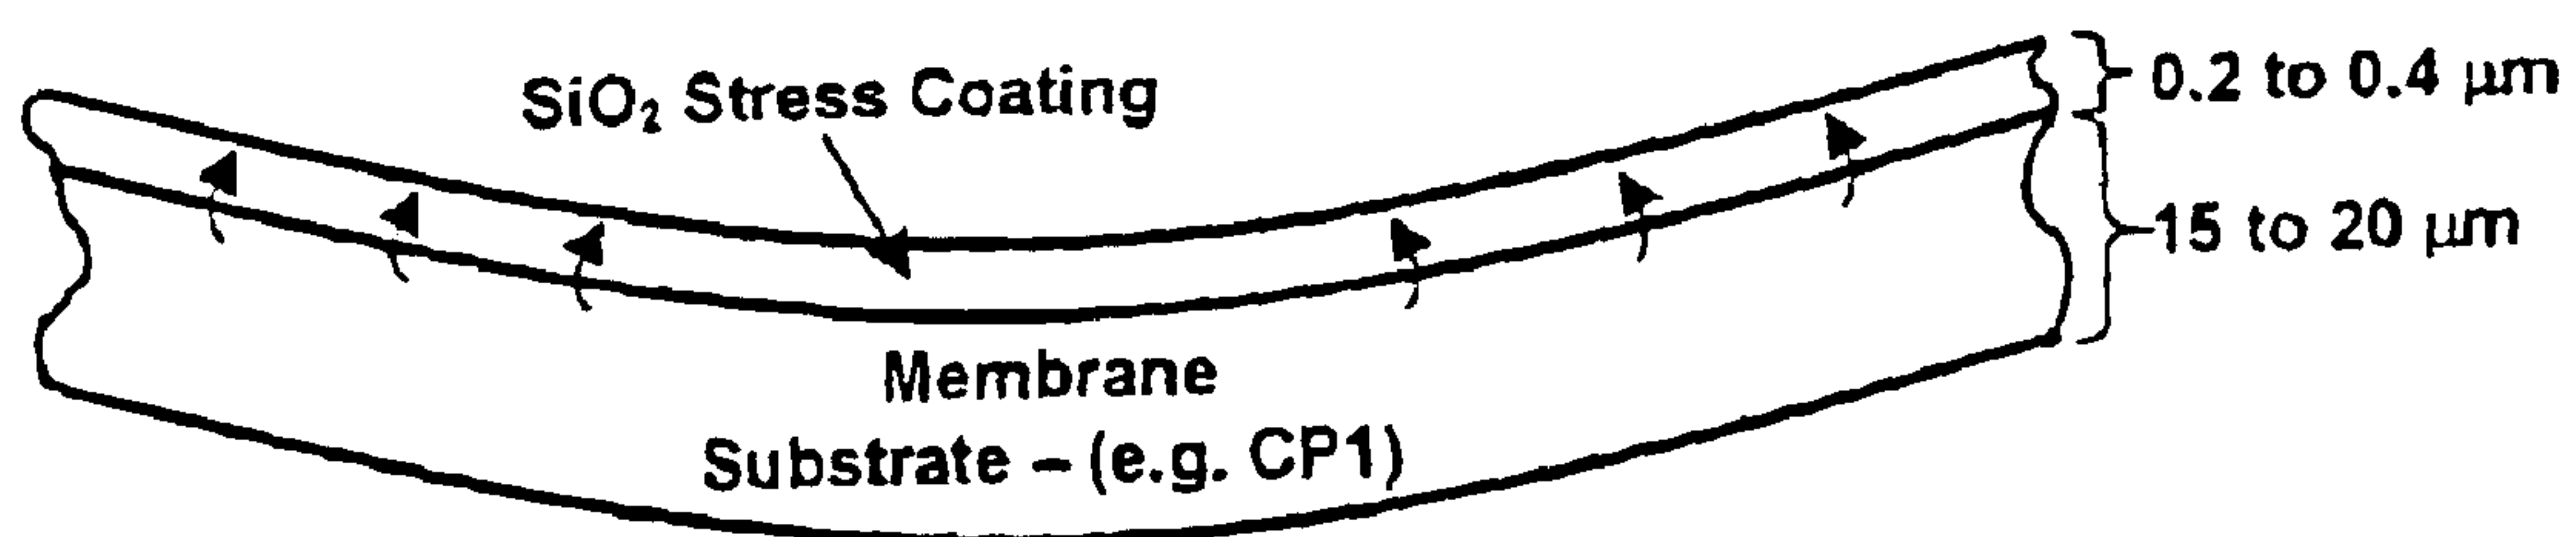 SiO₂ Stress Coating
0.2 to 0.4 μm
15 to 20 μm
Membrane
Substrate – (e.g. CP1)